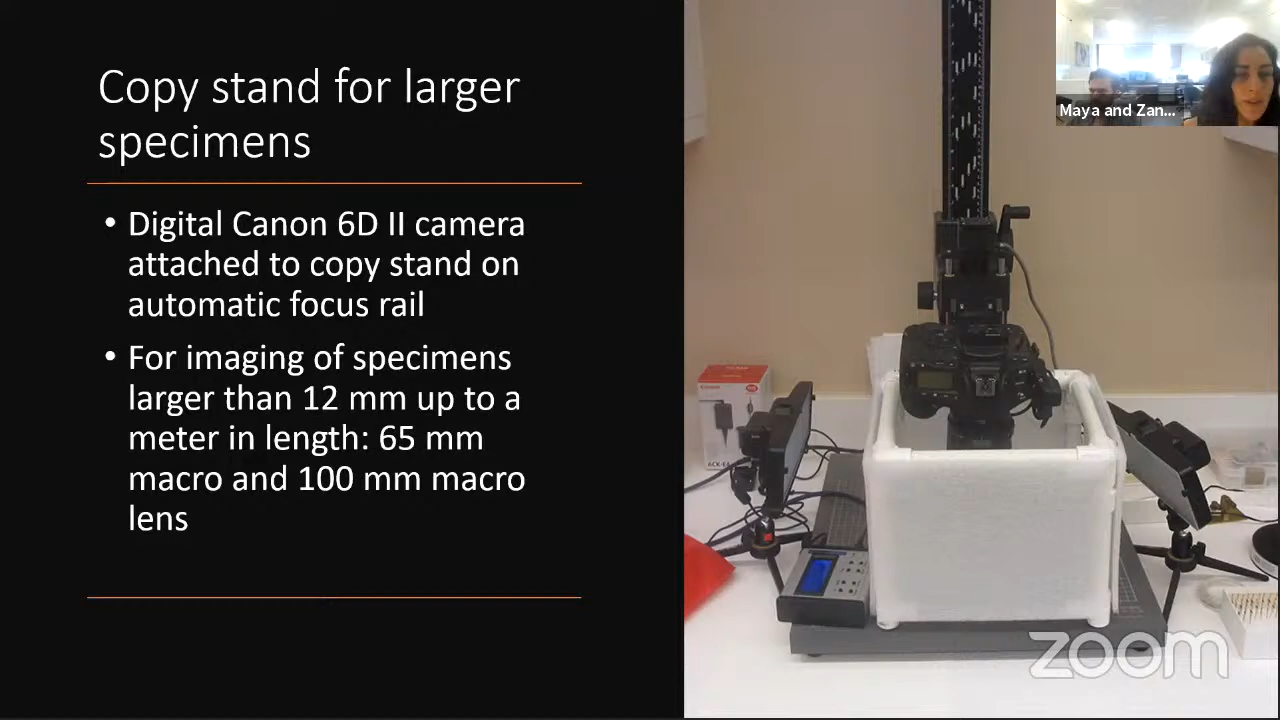 Copy stand for larger
specimens
• Digital Canon 6D II camera
attached to copy stand on
automatic focus rail
• For imaging of specimens
larger than 12 mm up to a
meter in length: 65 mm
macro and 100 mm macro
lens
Maya and Zan...
Canon
zoom